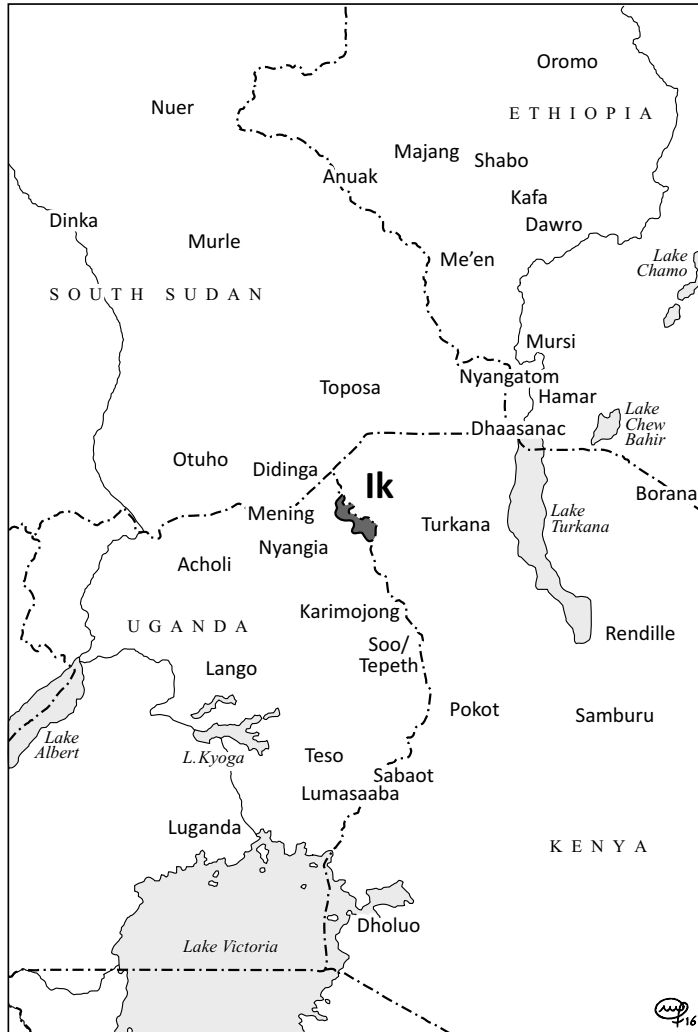 Oromo
Nuer
ETHIOPIA
Majang
Shabo
Anuak
Kafa
Dinka
Dawro
Murle
Me’en
Lake
Chamo
SOUTH SUDAN
Mursi
Nyangatom
Toposa
Hamar
Lake
Chew
Bahir
Dhaasanac
Otuho
Didinga
Ik
Borana
Mening
Turkana
Lake
Turkana
Nyangia
Acholi
Karimojong
UGANDA
Rendille
Soo/
Tepeth
Lango
Pokot
Samburu
Lake
Albert
L.Kyoga
Teso
Sabaot
Lumasaaba
Luganda
KENYA
Dholuo
Lake Victoria
16